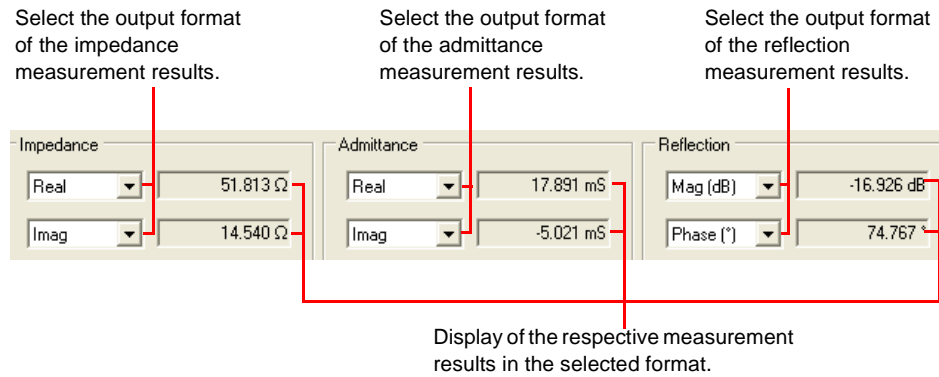 Select the output format
of the impedance
measurement results.
Select the output format
of the admittance
measurement results.
Select the output format
of the reflection
measurement results.
Impedance
Real
51.813 Ω
Imag
14.540 Ω
Admittance
Real
17.891 mS
Imag
-5.021 mS
Reflection
Mag (dB)
-16.926 dB
Phase (°)
74.767 °
Display of the respective measurement
results in the selected format.